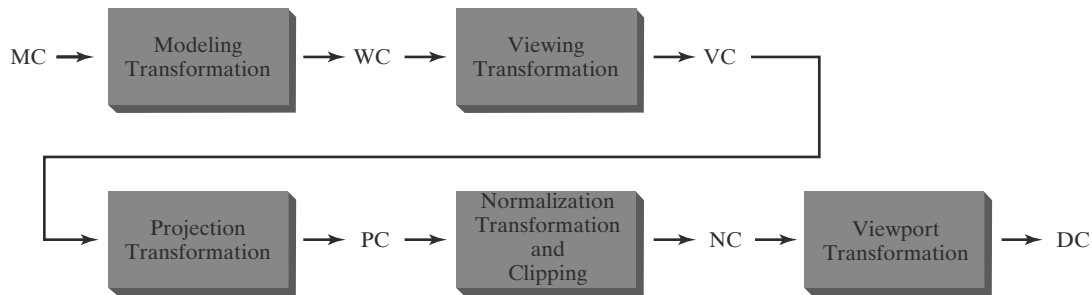 MC
Modeling
Transformation
WC
Viewing
Transformation
VC
Projection
Transformation
PC
Normalization
Transformation
and
Clipping
NC
Viewport
Transformation
DC